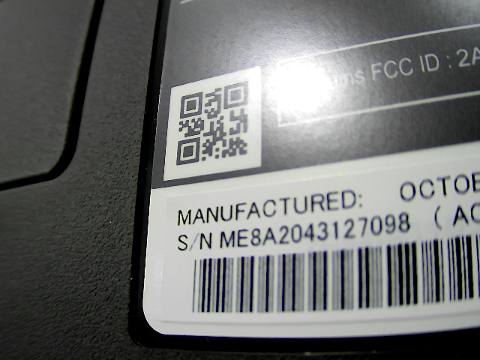 FCC ID : 2A
MANUFACTURED: OCTOB
S/N ME8A2043127098 ( AC